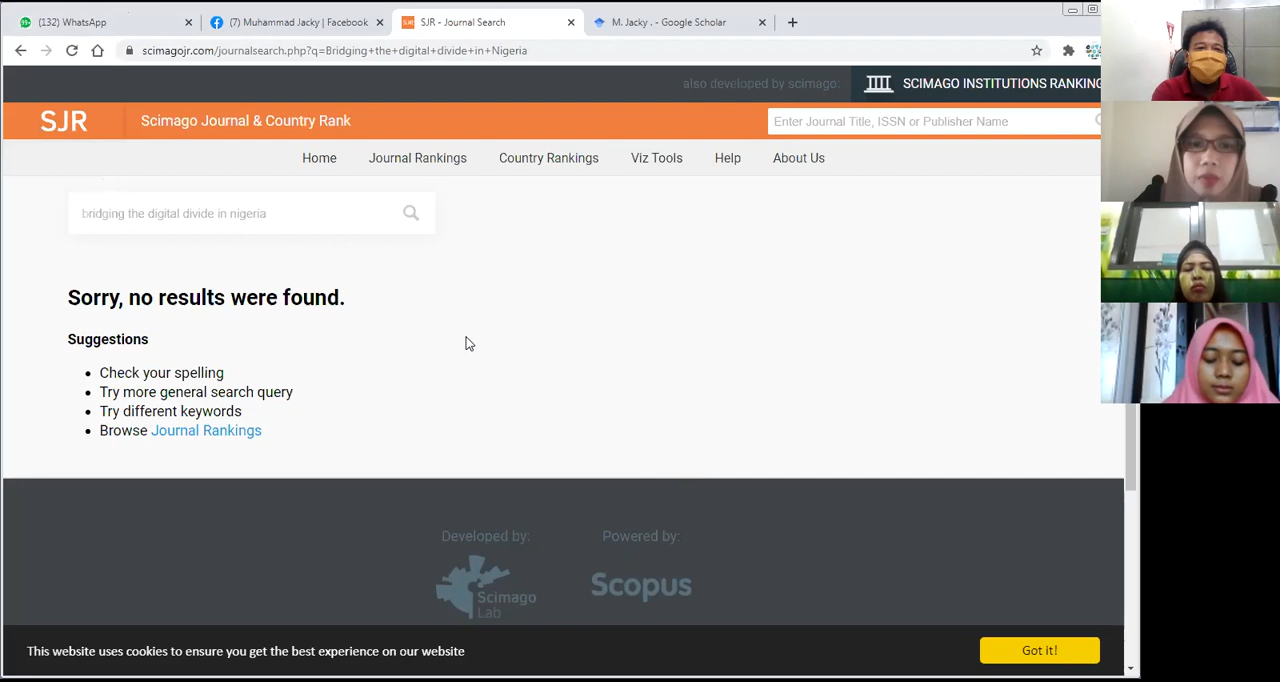 (132) WhatsApp
(7) Muhammad Jacky | Facebook
SJR - Journal Search
M. Jacky . - Google Scholar
scimagojr.com/journalsearch.php?q=Bridging+the+digital+divide+in+Nigeria
also developed by scimago:
SCIMAGO INSTITUTIONS RANKING
SJR
Scimago Journal & Country Rank
Enter Journal Title, ISSN or Publisher Name
Home
Journal Rankings
Country Rankings
Viz Tools
Help
About Us
bridging the digital divide in nigeria
Sorry, no results were found.
Suggestions
Check your spelling
Try more general search query
Try different keywords
Browse Journal Rankings
Developed by:
Powered by:
Scimago
Lab
Scopus
This website uses cookies to ensure you get the best experience on our website
Got it!